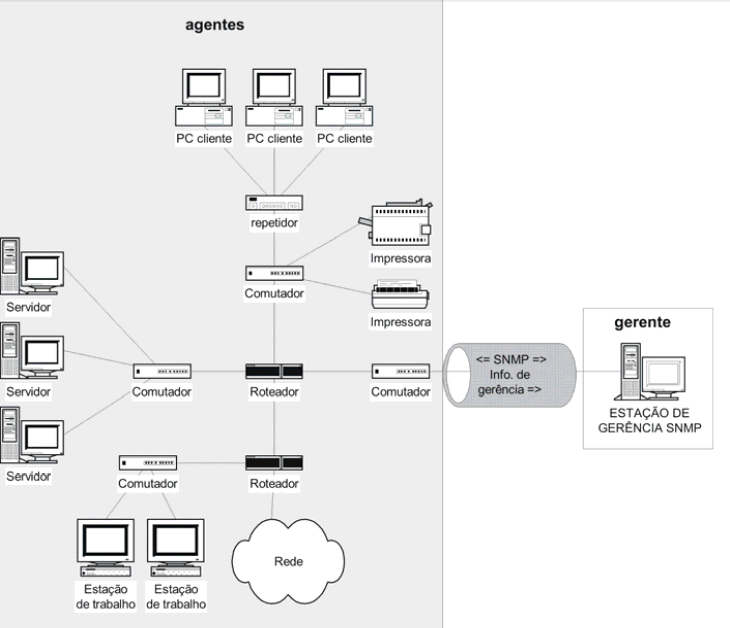 agentes
PC cliente
PC cliente
PC cliente
repetidor
Impressora
Comutador
Servidor
Impressora
gerente
<= SNMP =>
Info. de
gerência =>
Servidor
Comutador
Roteador
Comutador
ESTAÇÃO DE
GERÊNCIA SNMP
Servidor
Comutador
Roteador
Rede
Estação
de trabalho
Estação
de trabalho